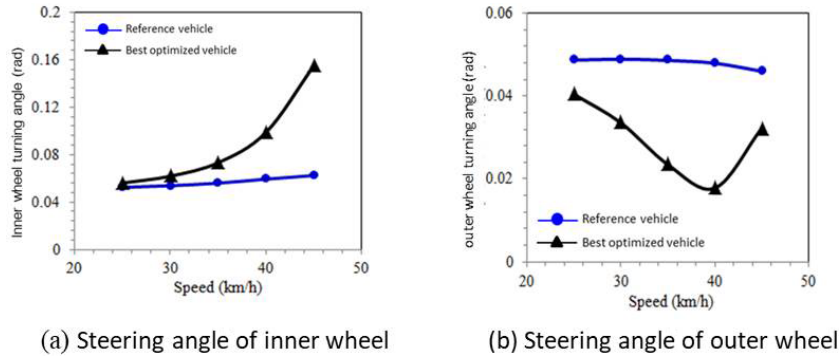 0.2
0.16
0.12
0.08
0.04
0
Inner wheel turning angle (rad)
Reference vehicle
Best optimized vehicle
20 30 40 50
Speed (km/h)
(a) Steering angle of inner wheel
0.06
0.04
0.02
0
outer wheel turning angle (rad)
Reference vehicle
Best optimized vehicle
20 30 40 50
Speed (km/h)
(b) Steering angle of outer wheel